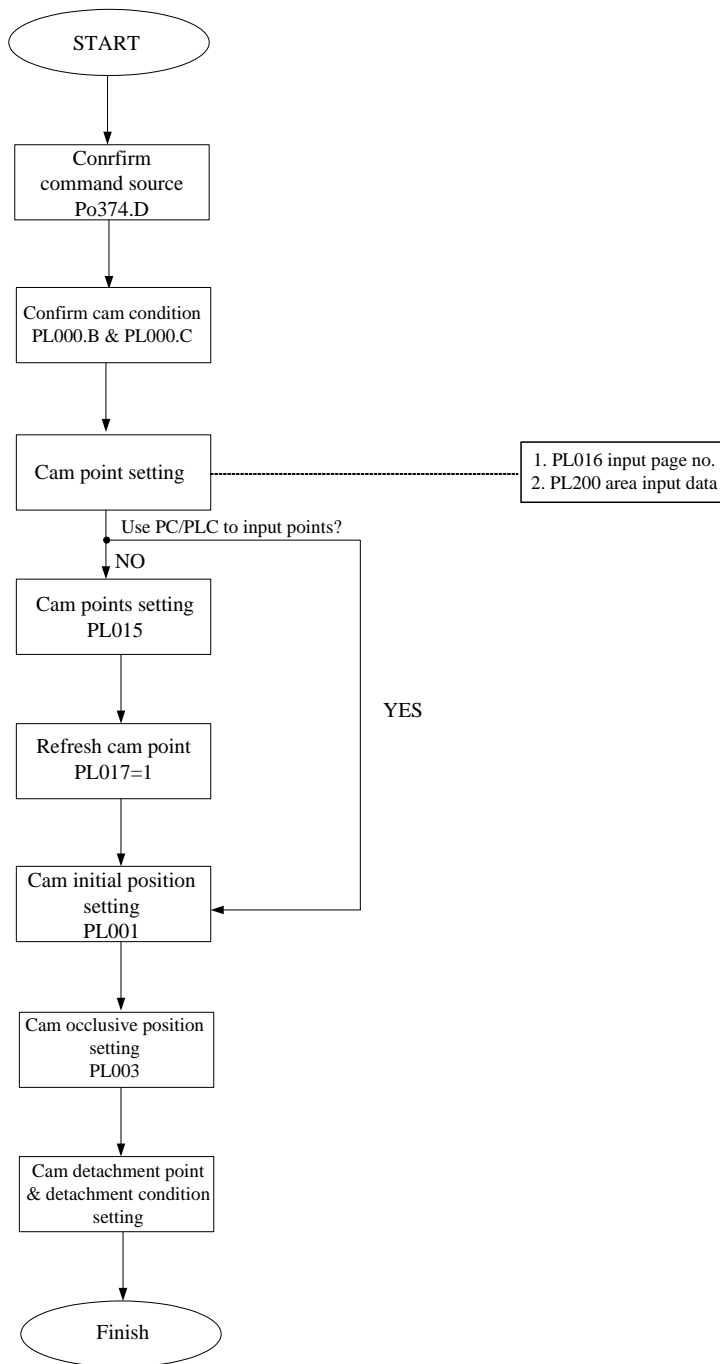 START
Conrfirm
command source
Po374.D
Confirm cam condition
PL000.B & PL000.C
Cam point setting
1. PL016 input page no.
2. PL200 area input data
Use PC/PLC to input points?
NO
Cam points setting
PL015
YES
Refresh cam point
PL017=1
Cam initial position
setting
PL001
Cam occlusive position
setting
PL003
Cam detachment point
& detachment condition
setting
Finish